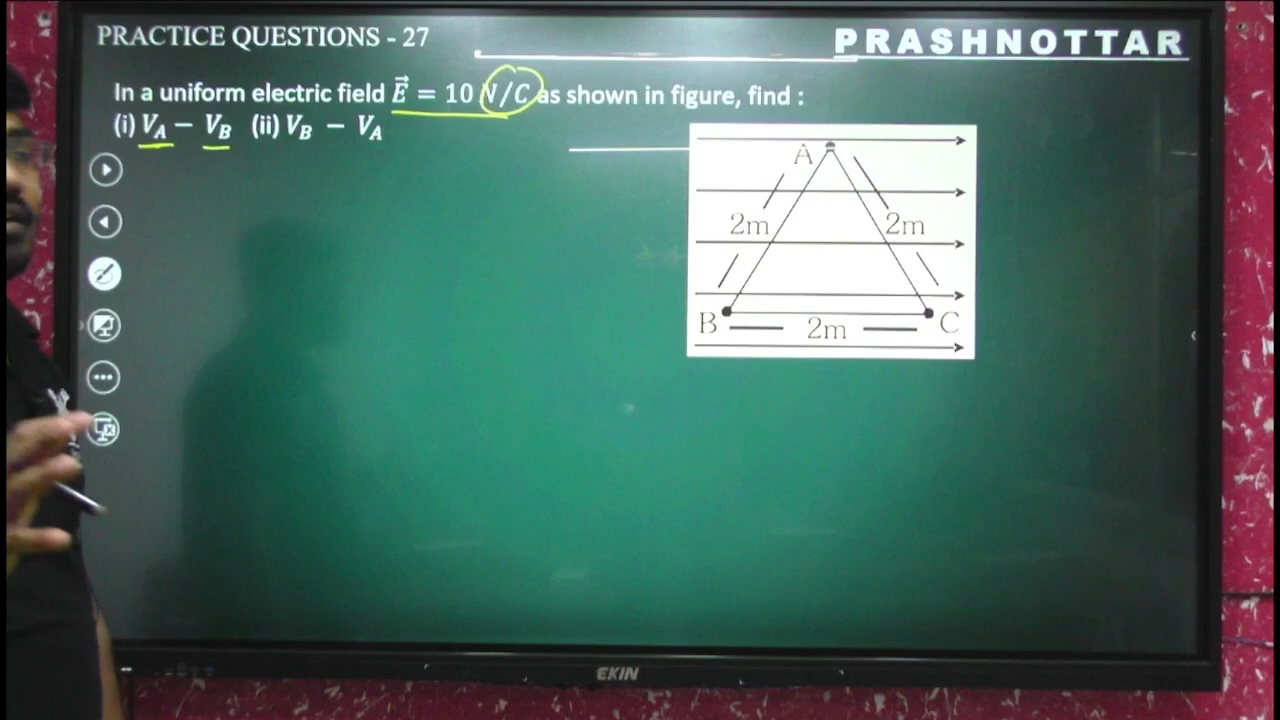 PRACTICE QUESTIONS - 27
PRASHNOTTAR
In a uniform electric field $\vec{E}$ = 10 N/C as shown in figure, find :
(i) V_A − V_B (ii) V_B − V_A
A
2m 2m
B 2m C
EKIN